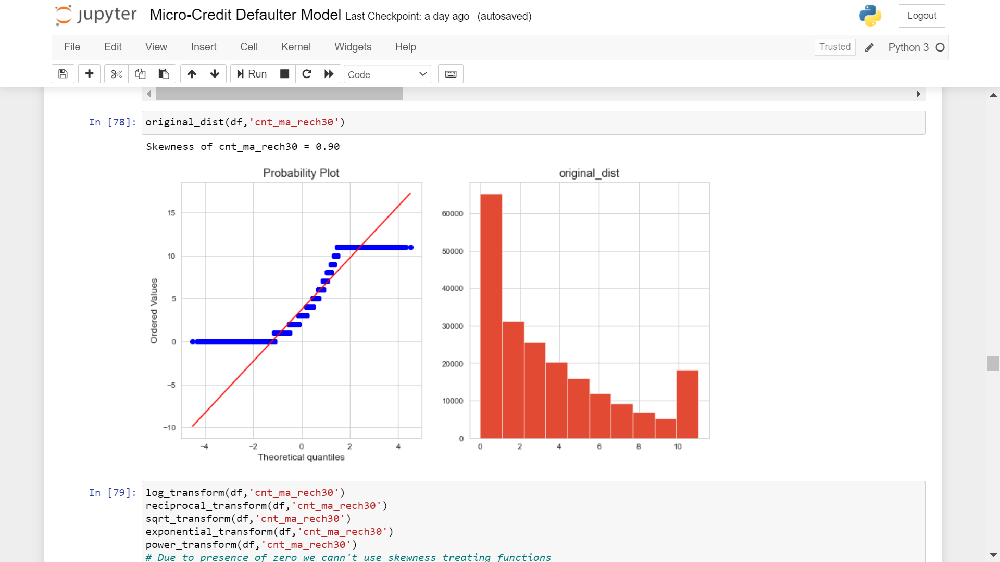 jupyter Micro-Credit Defaulter Model Last Checkpoint: a day ago (autosaved)
Logout
File Edit View Insert Cell Kernel Widgets Help
Trusted Python 3
Run Code
In [78]: original_dist(df,'cnt_ma_rech30')
Skewness of cnt_ma_rech30 = 0.90
Probability Plot
15
10
5
0
−5
−10
Ordered Values
−4 −2 0 2 4
Theoretical quantiles
original_dist
60000
50000
40000
30000
20000
10000
0
0 2 4 6 8 10
In [79]: log_transform(df,'cnt_ma_rech30')
reciprocal_transform(df,'cnt_ma_rech30')
sqrt_transform(df,'cnt_ma_rech30')
exponential_transform(df,'cnt_ma_rech30')
power_transform(df,'cnt_ma_rech30')
# Due to presence of zero we cann't use skewness treating functions